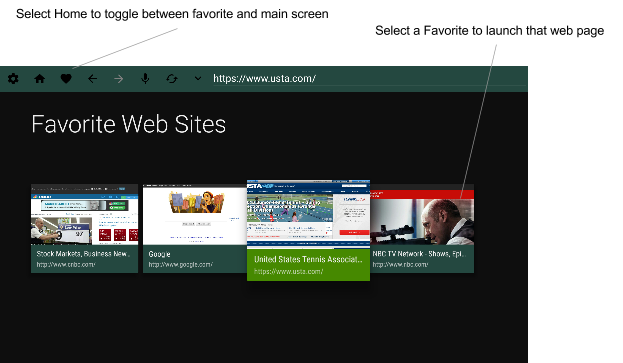 Select Home to toggle between favorite and main screen
Select a Favorite to launch that web page
https://www.usta.com/
Favorite Web Sites
Stock Markets, Business New...
http://www.cnbc.com/
Google
http://www.google.com/
United States Tennis Associat...
https://www.usta.com/
NBC TV Network - Shows, Epi...
http://www.nbc.com/